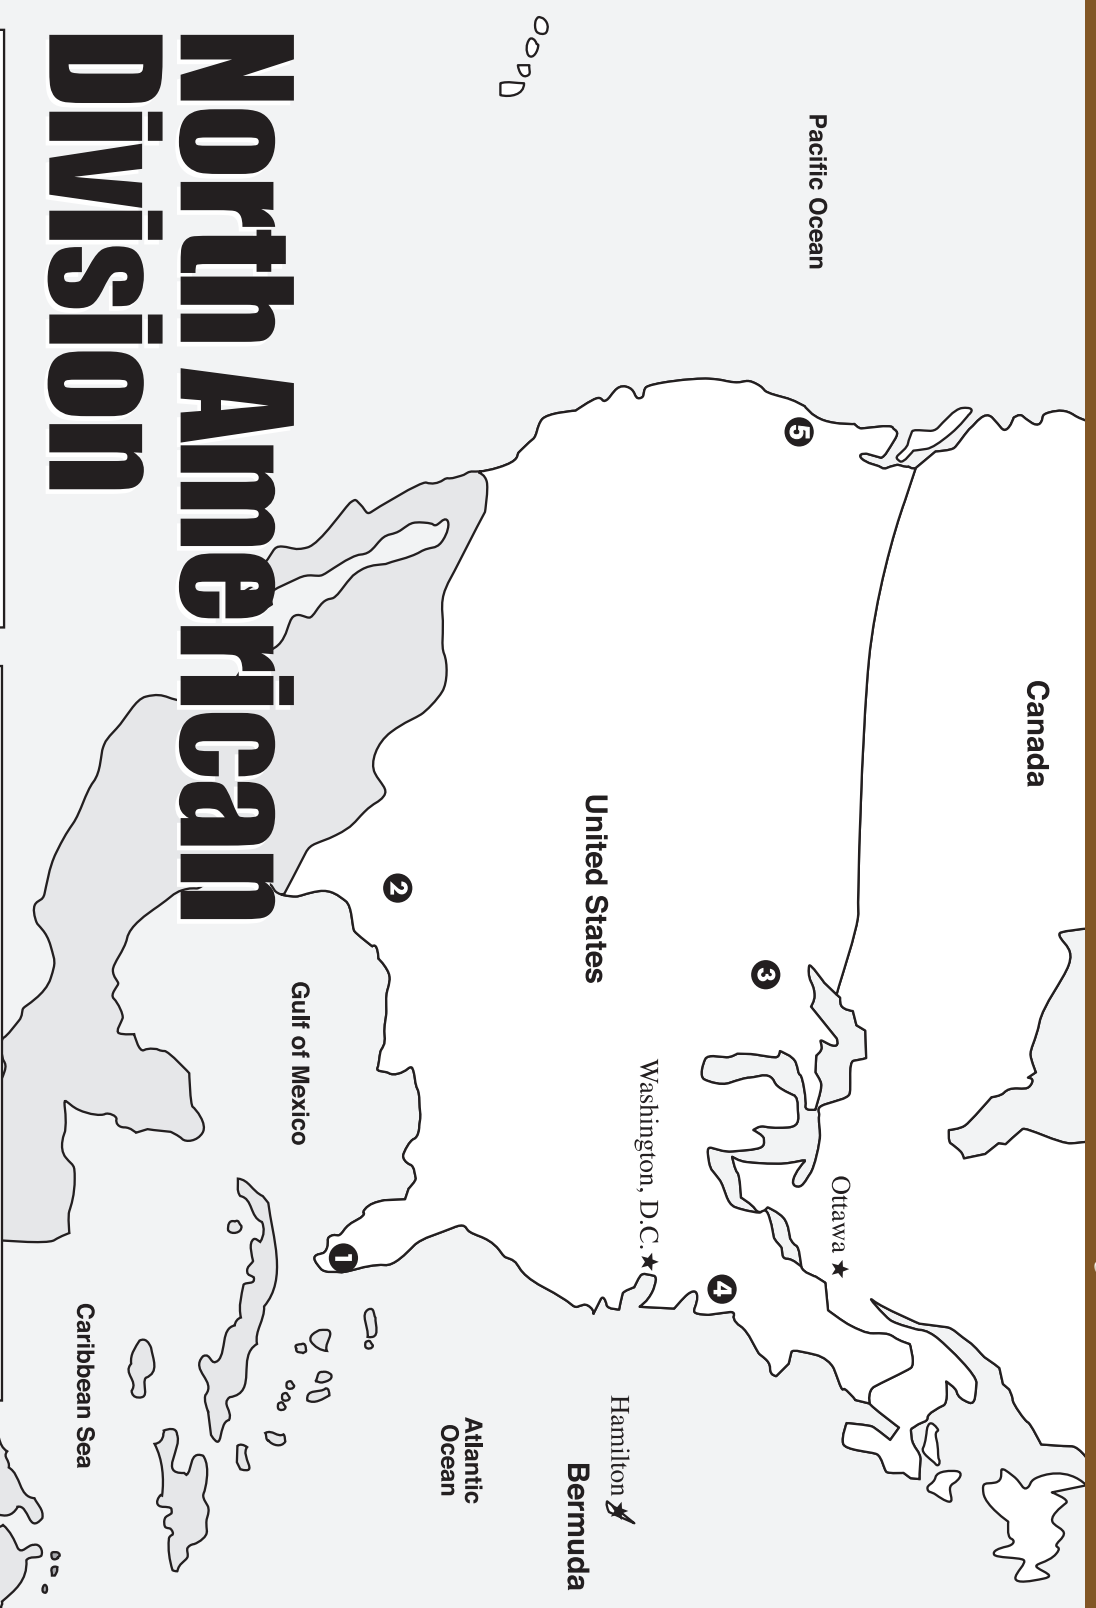 North American
Division
Pacific Ocean
Canada
United States
Ottawa
Washington, D.C.
Hamilton
Bermuda
Atlantic
Ocean
Gulf of Mexico
Caribbean Sea
5
2
3
4
1